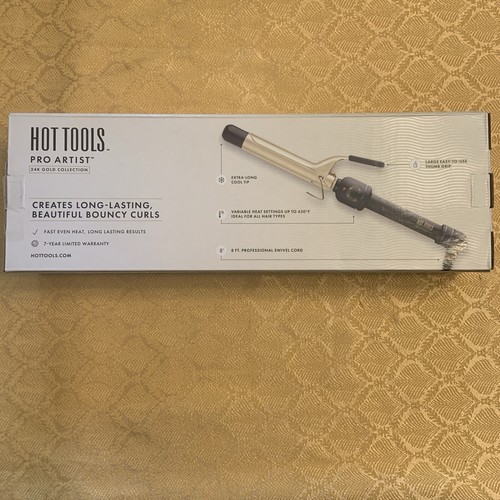 HOT TOOLS™
PRO ARTIST™
24K GOLD COLLECTION
CREATES LONG-LASTING,
BEAUTIFUL BOUNCY CURLS
FAST EVEN HEAT, LONG LASTING RESULTS
7-YEAR LIMITED WARRANTY
HOTTOOLS.COM
EXTRA-LONG
COOL TIP
VARIABLE HEAT SETTINGS UP TO 430°F
IDEAL FOR ALL HAIR TYPES
8'
8 FT. PROFESSIONAL SWIVEL CORD
LARGE EASY-TO-USE
THUMB GRIP